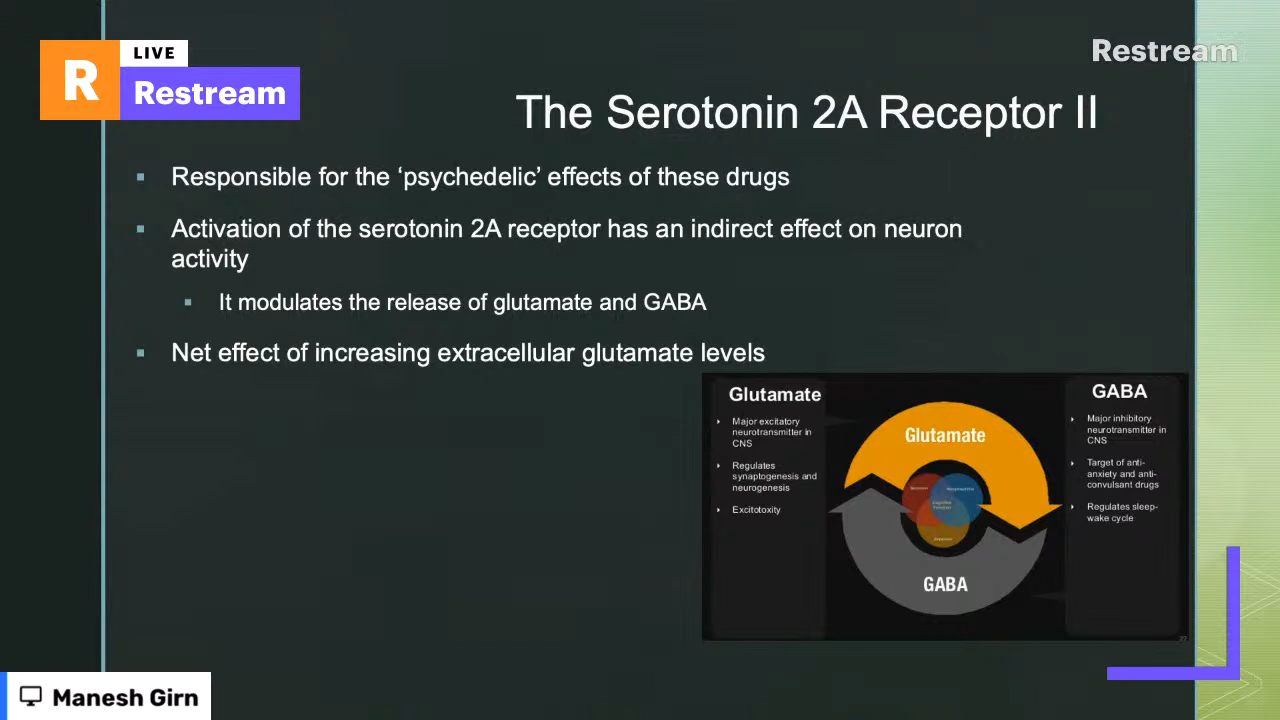 R
LIVE
Restream
Restream
The Serotonin 2A Receptor II
Responsible for the ‘psychedelic’ effects of these drugs
Activation of the serotonin 2A receptor has an indirect effect on neuron
activity
It modulates the release of glutamate and GABA
Net effect of increasing extracellular glutamate levels
Glutamate
Major excitatory
neurotransmitter in
CNS
Regulates
synaptogenesis and
neurogenesis
Excitotoxity
Glutamate
GABA
GABA
Major inhibitory
neurotransmitter in
CNS
Target of anti-
anxiety and anti-
convulsant drugs
Regulates sleep-
wake cycle
Manesh Girn